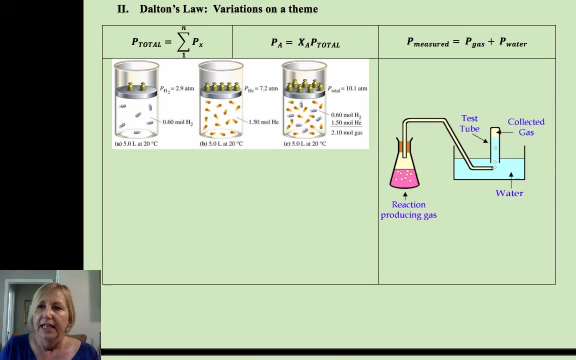 II. Dalton's Law: Variations on a theme
P_TOTAL = ∑ P_x
n
1
P_A = X_A P_TOTAL
P_measured = P_gas + P_water
P_H2 = 2.9 atm
0.60 mol H2
(a) 5.0 L at 20 °C
P_He = 7.2 atm
1.50 mol He
(b) 5.0 L at 20 °C
P_total = 10.1 atm
0.60 mol H2
1.50 mol He
2.10 mol gas
(c) 5.0 L at 20 °C
Test
Tube
Collected
Gas
Water
Reaction
producing gas